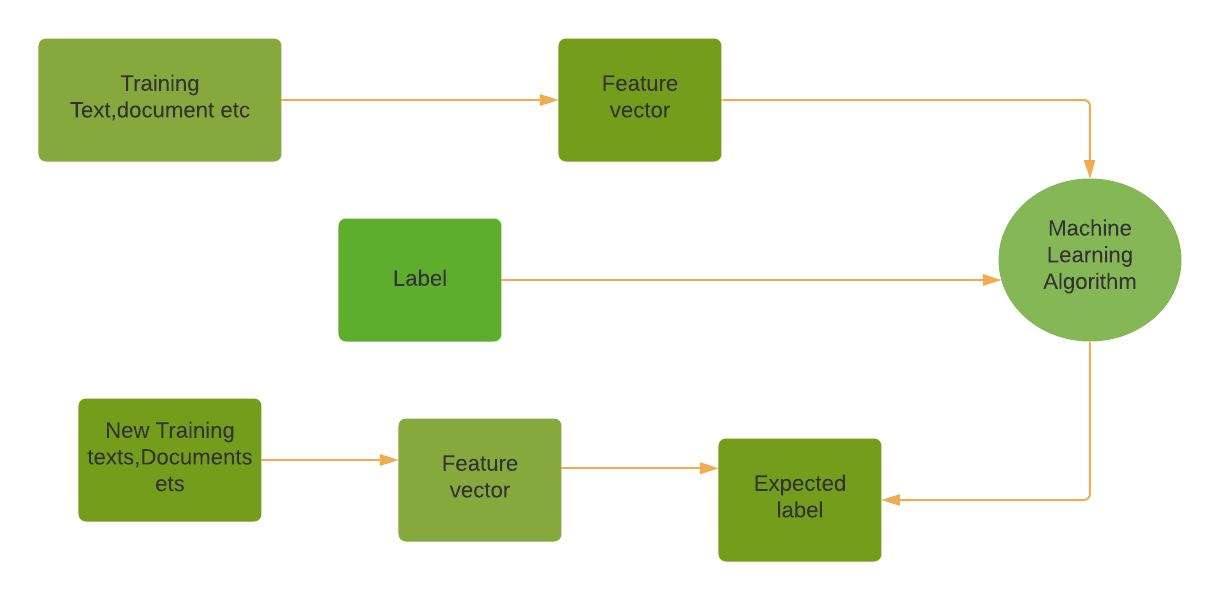 Training
Text,document etc
Feature
vector
Label
Machine
Learning
Algorithm
New Training
texts,Documents
ets
Feature
vector
Expected
label